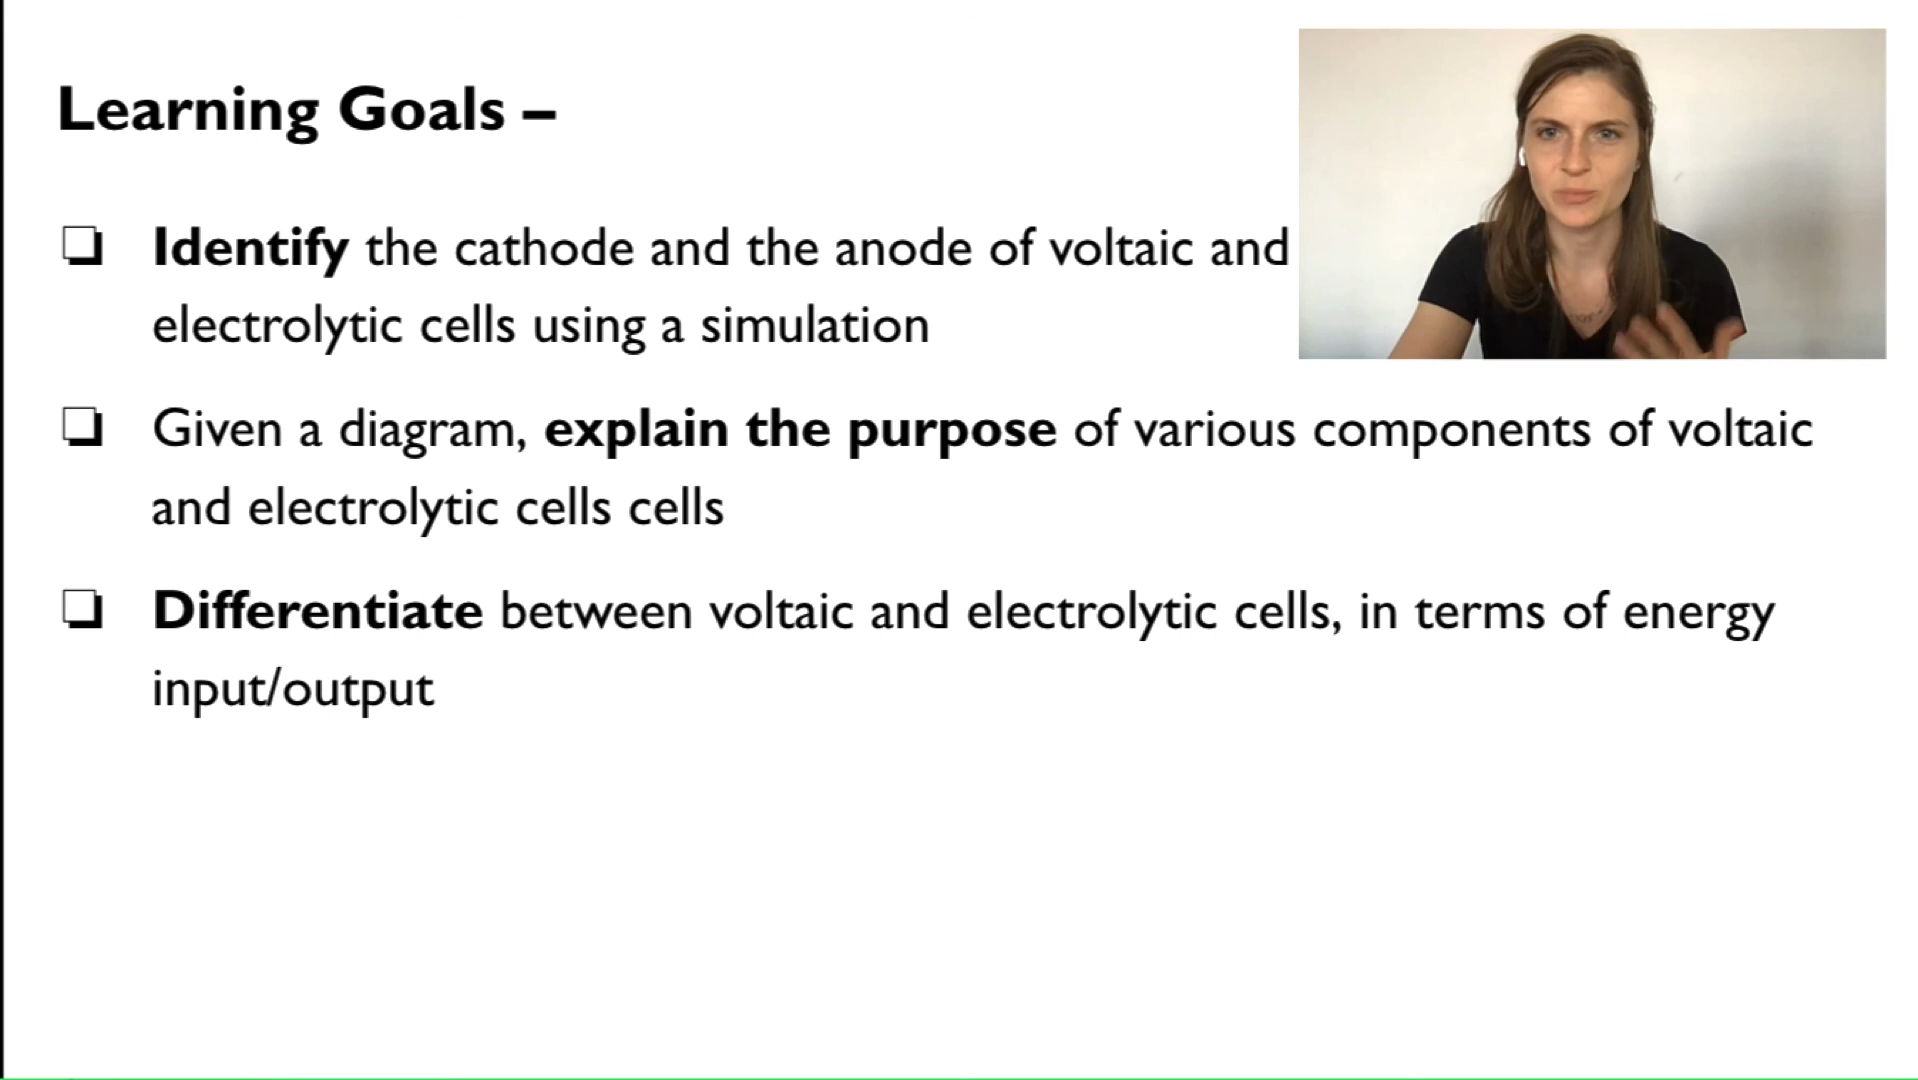 Learning Goals –
❏ Identify the cathode and the anode of voltaic and
electrolytic cells using a simulation
❏ Given a diagram, explain the purpose of various components of voltaic
and electrolytic cells cells
❏ Differentiate between voltaic and electrolytic cells, in terms of energy
input/output